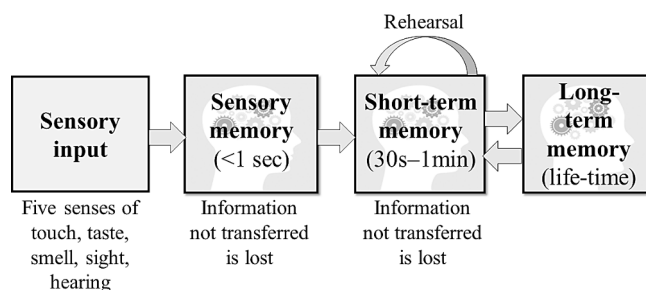 Rehearsal
Sensory
input
Sensory
memory
(<1 sec)
Short-term
memory
(30s–1min)
Long-
term
memory
(life-time)
Five senses of
touch, taste,
smell, sight,
hearing
Information
not transferred
is lost
Information
not transferred
is lost